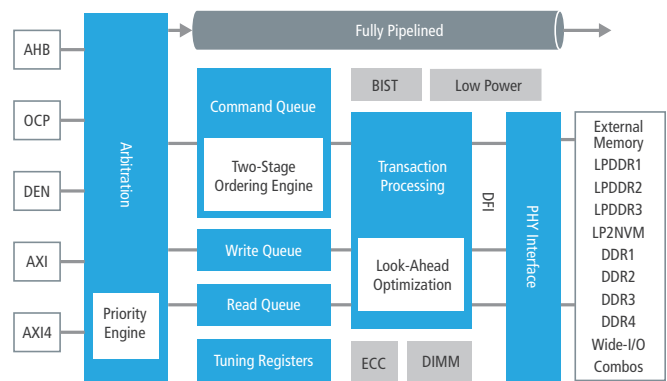 Fully Pipelined
AHB
OCP
DEN
AXI
AXI4
Arbitration
Priority
Engine
Command Queue
Two-Stage
Ordering Engine
Write Queue
Read Queue
Tuning Registers
BIST
Low Power
Transaction
Processing
Look-Ahead
Optimization
ECC
DIMM
DFI
PHY Interface
External
Memory
LPDDR1
LPDDR2
LPDDR3
LP2NVM
DDR1
DDR2
DDR3
DDR4
Wide-I/O
Combos